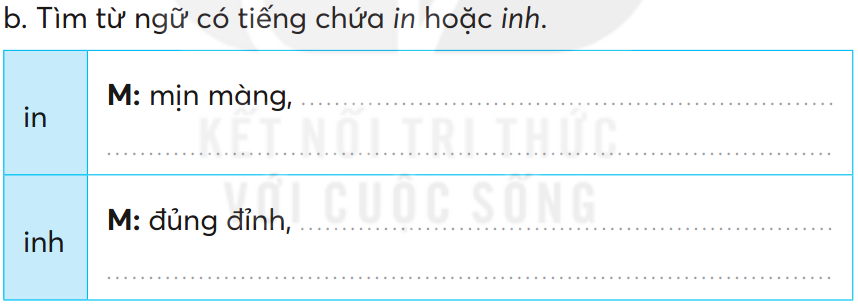 b. Tìm từ ngữ có tiếng chứa in hoặc inh.
in
M: mịn màng, ........................................
........................................
KẾT NỐI TRI THỨC
VỚI CUỘC SỐNG
inh
M: đủng đỉnh, ........................................
........................................